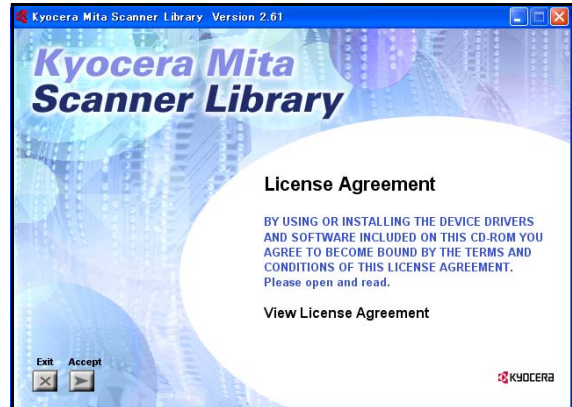 Kyocera Mita Scanner Library  Version 2.61
Kyocera Mita
Scanner Library
License Agreement
BY USING OR INSTALLING THE DEVICE DRIVERS
AND SOFTWARE INCLUDED ON THIS CD-ROM YOU
AGREE TO BECOME BOUND BY THE TERMS AND
CONDITIONS OF THIS LICENSE AGREEMENT.
Please open and read.
View License Agreement
Exit Accept
KYOCERA